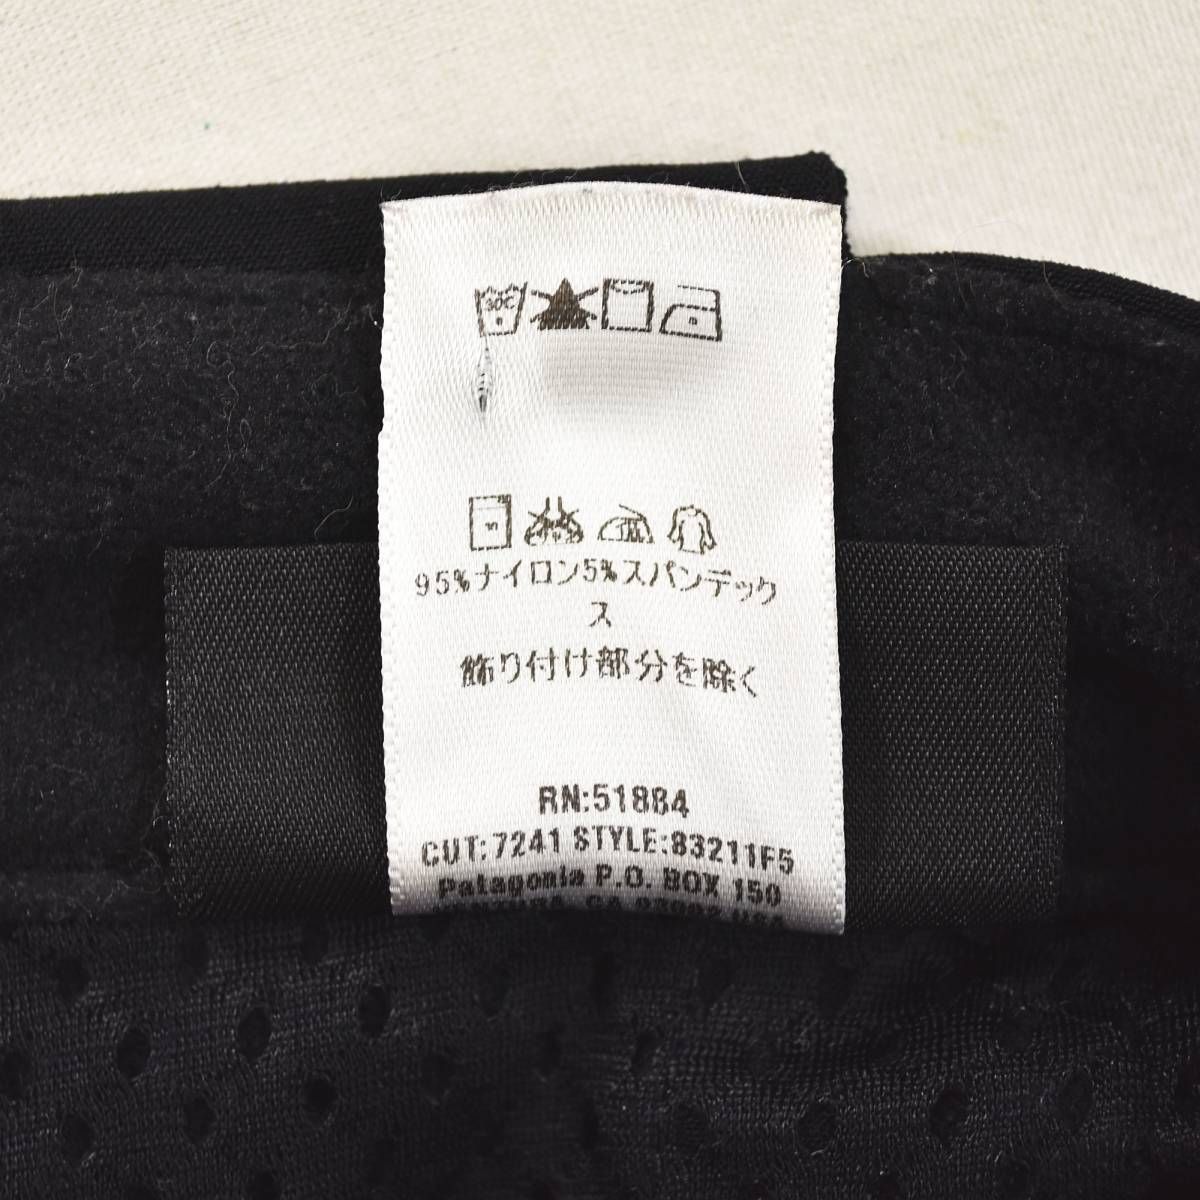 30C
95%ナイロン5%スパンデック
ス
飾り付け部分を除く
RN:51884
CUT:7241 STYLE:83211F5
Patagonia P.O. BOX 150